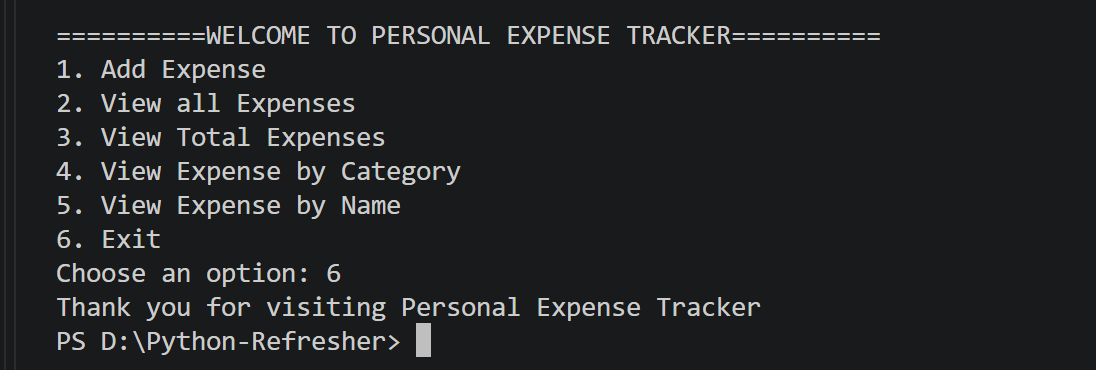 ==========WELCOME TO PERSONAL EXPENSE TRACKER==========
1. Add Expense
2. View all Expenses
3. View Total Expenses
4. View Expense by Category
5. View Expense by Name
6. Exit
Choose an option: 6
Thank you for visiting Personal Expense Tracker
PS D:\Python-Refresher>